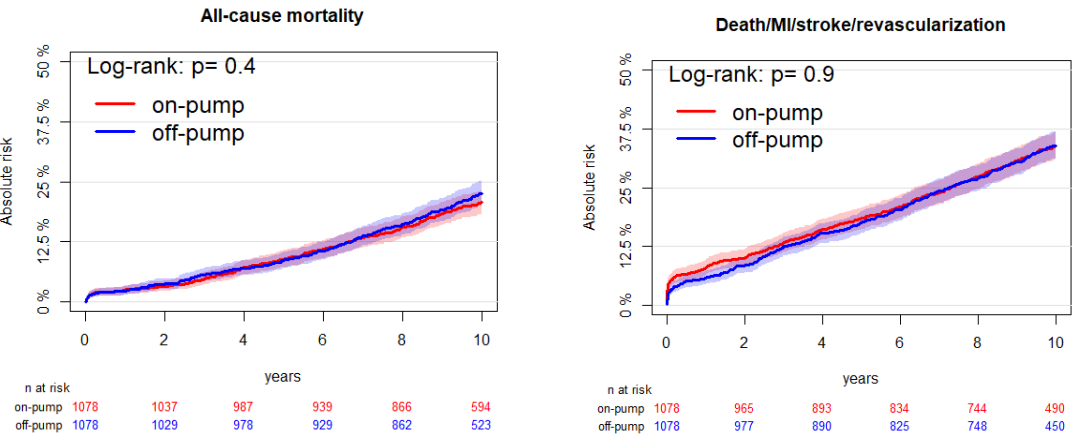 All-cause mortality
Absolute risk
50 %
37.5 %
25 %
12.5 %
0 %
Log-rank: p= 0.4
on-pump
off-pump
0 2 4 6 8 10
years
n at risk
on-pump 1078 1037 987 939 866 594
off-pump 1078 1029 978 929 862 523
Death/MI/stroke/revascularization
Absolute risk
50 %
37.5 %
25 %
12.5 %
0 %
Log-rank: p= 0.9
on-pump
off-pump
0 2 4 6 8 10
years
n at risk
on-pump 1078 965 893 834 744 490
off-pump 1078 977 890 825 748 450